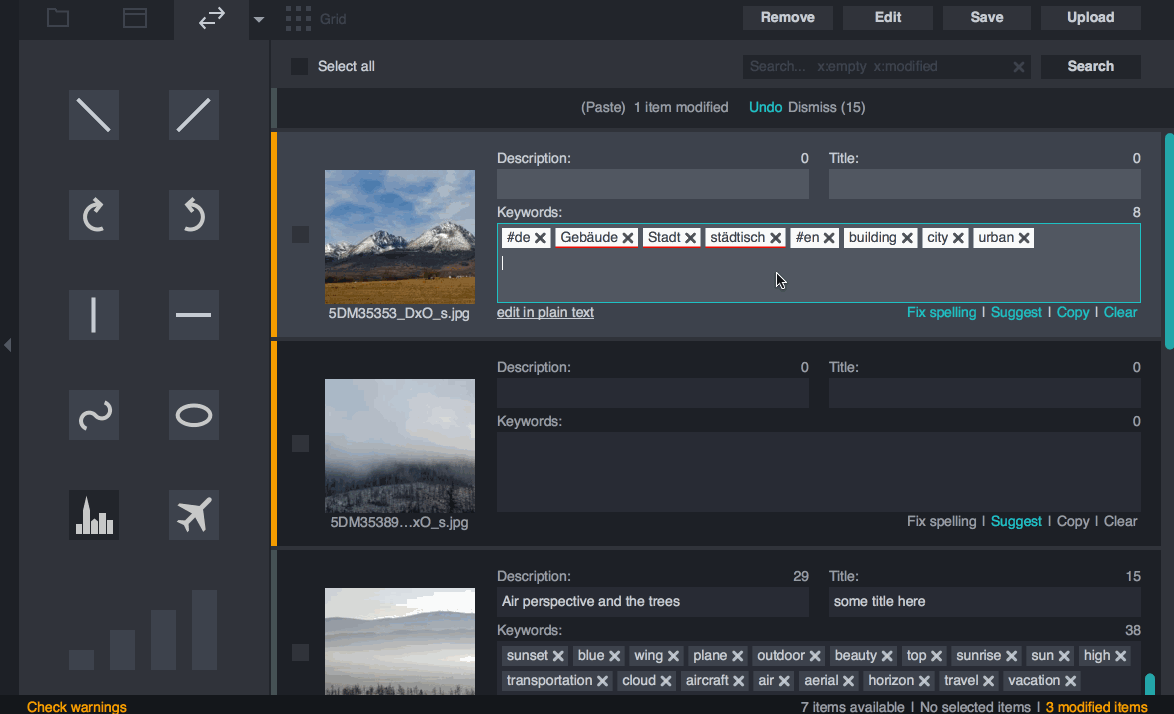 Grid
Remove Edit Save Upload
Select all
Search... x:empty x:modified
Search
(Paste) 1 item modified Undo Dismiss (15)
Description: 0 Title: 0
Keywords: 8
#de Gebäude Stadt städtisch #en building city urban
5DM35353_DxO_s.jpg
edit in plain text Fix spelling | Suggest | Copy | Clear
Description: 0 Title: 0
Keywords: 0
5DM35389...xO_s.jpg
Fix spelling | Suggest | Copy | Clear
Description: 29 Title: 15
Air perspective and the trees some title here
Keywords: 38
sunset blue wing plane outdoor beauty top sunrise sun high
transportation cloud aircraft air aerial horizon travel vacation
Check warnings 7 items available | No selected items | 3 modified items